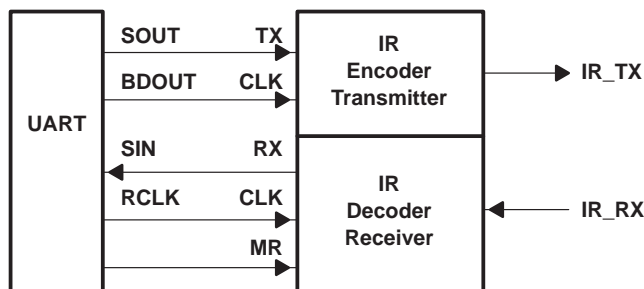 SOUT TX
BDOUT CLK
UART
SIN RX
RCLK CLK
MR
IR
Encoder
Transmitter
IR_TX
IR
Decoder
Receiver
IR_RX